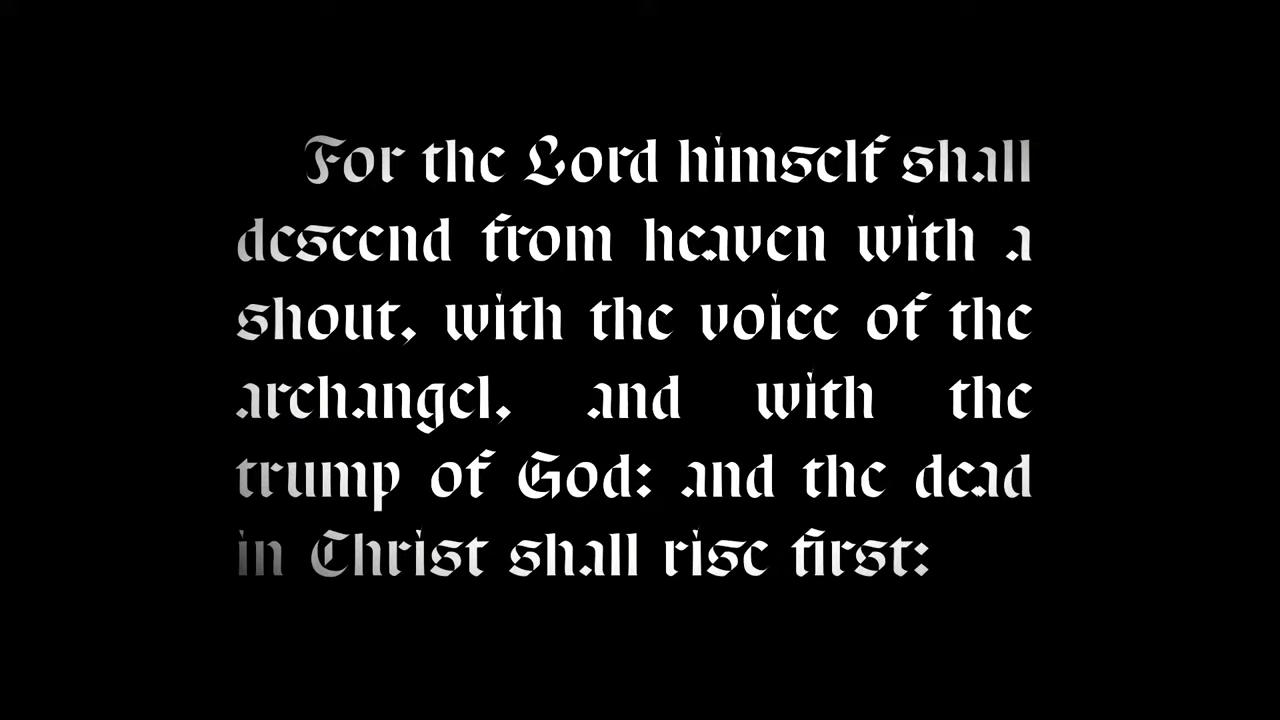 For the Lord himself shall
descend from heaven with a
shout, with the voice of the
archangel, and with the
trump of God: and the dead
in Christ shall rise first: